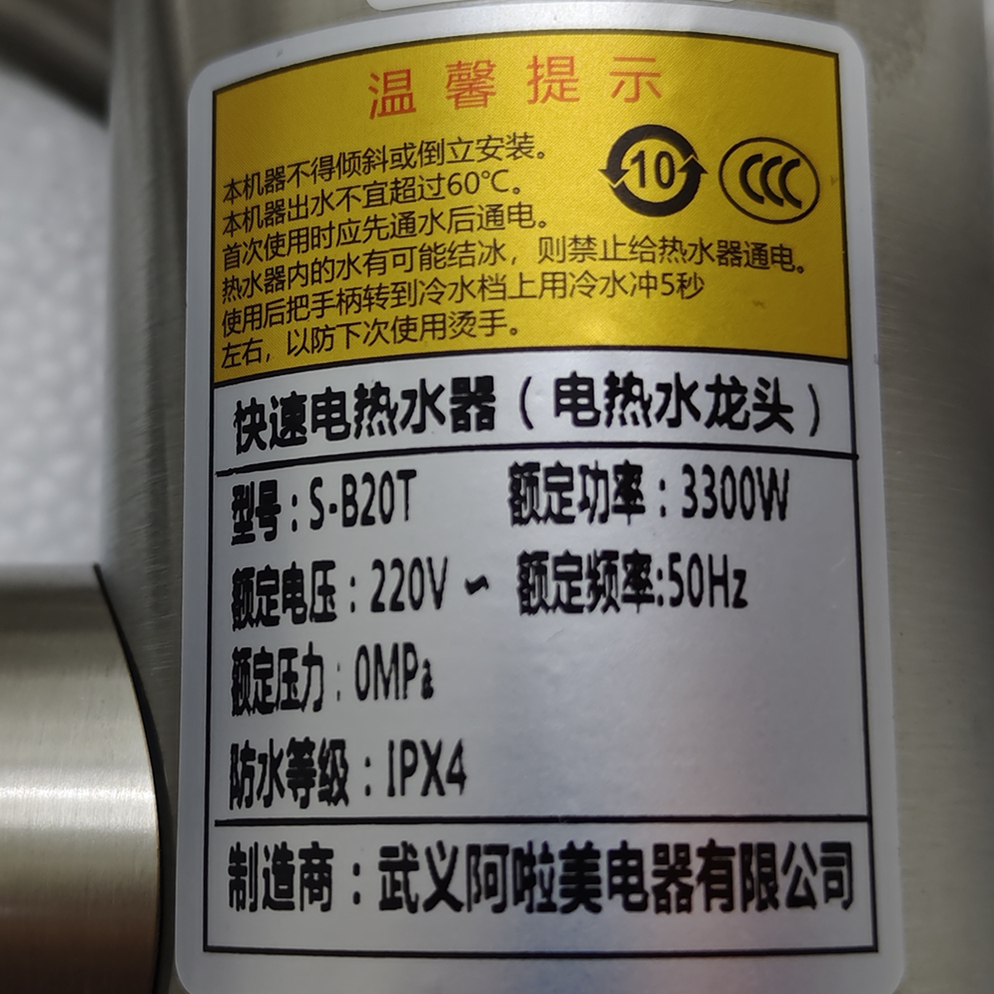 温馨提示
本机器不得倾斜或倒立安装。
本机器出水不宜超过60℃。
首次使用时应先通水后通电。
热水器内的水有可能结冰，则禁止给热水器通电。
使用后把手柄转到冷水档上用冷水冲5秒
左右，以防下次使用烫手。
10
CCC
快速电热水器（电热水龙头）
型号：S-B20T 额定功率：3300W
额定电压：220V ~ 额定频率:50Hz
额定压力：0MPa
防水等级：IPX4
制造商：武义阿啦美电器有限公司